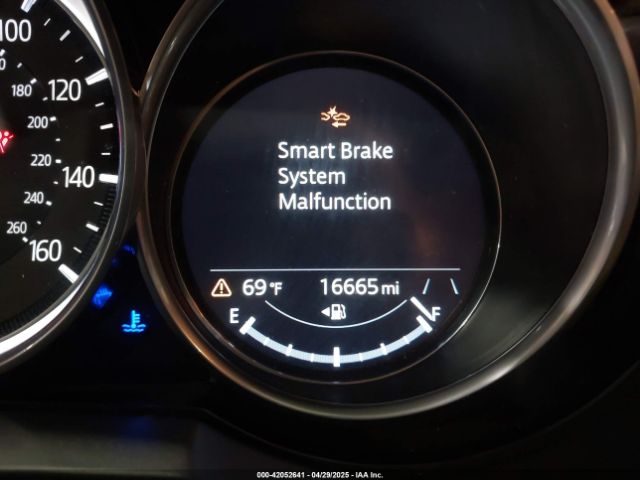 100
180
120
200
220
140
240
260
160
Smart Brake
System
Malfunction
69°F
16665 mi
E
F
000-42052641 - 04/29/2025 - IAA Inc.